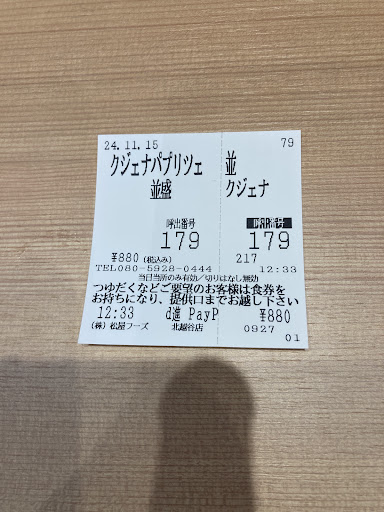 24.11.15
クジェナパプリツェ
並盛
呼出番号
179
¥880(税込み)
TEL080-5928-0444
79
並
クジェナ
呼出番号
179
217
12:33
当日当所のみ有効/切りはなし無効
つゆだくなどご要望のお客様は食券を
お持ちになり、提供口までお越し下さい
12:33 d進 PayP ¥880
(株)松屋フーズ 北越谷店 0927
01